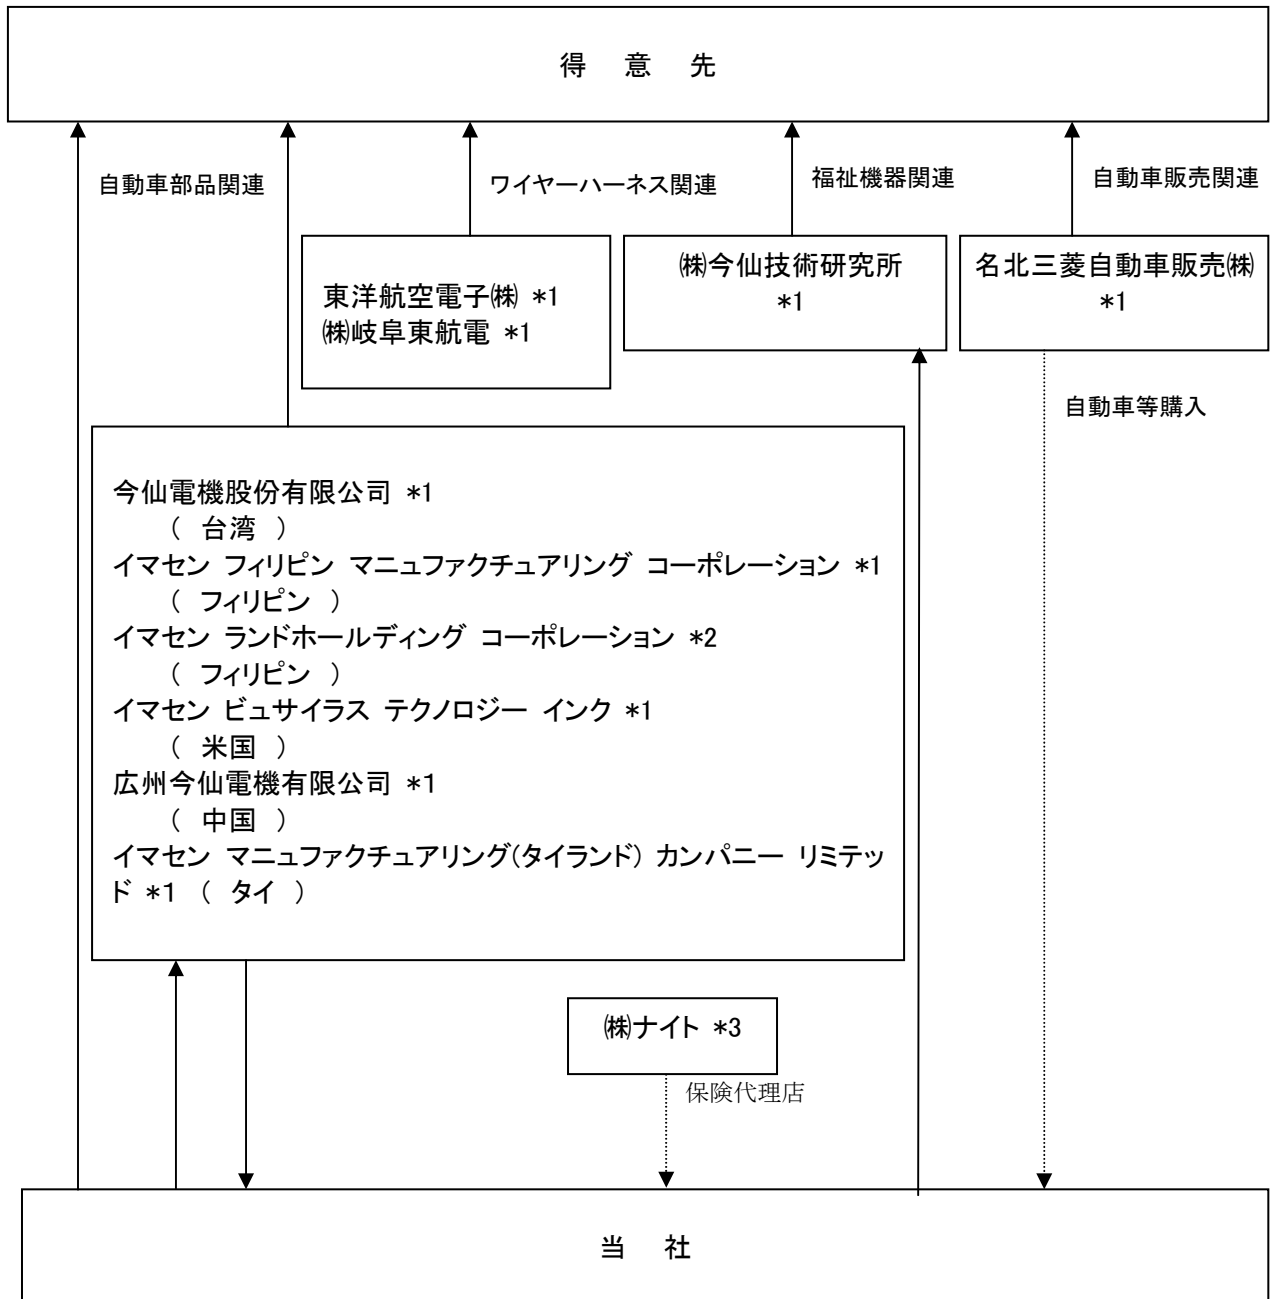 得 意 先
自動車部品関連
ワイヤーハーネス関連
福祉機器関連
自動車販売関連
東洋航空電子㈱ *1
㈱岐阜東航電 *1
㈱今仙技術研究所
*1
名北三菱自動車販売㈱
*1
自動車等購入
今仙電機股份有限公司 *1
( 台湾 )
イマセン フィリピン マニュファクチュアリング コーポレーション *1
( フィリピン )
イマセン ランドホールディング コーポレーション *2
( フィリピン )
イマセン ビュサイラス テクノロジー インク *1
( 米国 )
広州今仙電機有限公司 *1
( 中国 )
イマセン マニュファクチュアリング(タイランド) カンパニー リミテッ
ド *1 ( タイ )
㈱ナイト *3
保険代理店
当 社